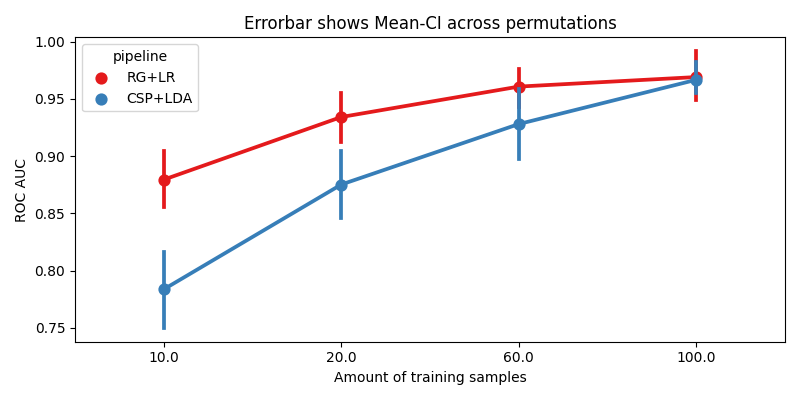 Errorbar shows Mean-CI across permutations
pipeline
RG+LR
CSP+LDA
ROC AUC
1.00
0.95
0.90
0.85
0.80
0.75
10.0
20.0
60.0
100.0
Amount of training samples